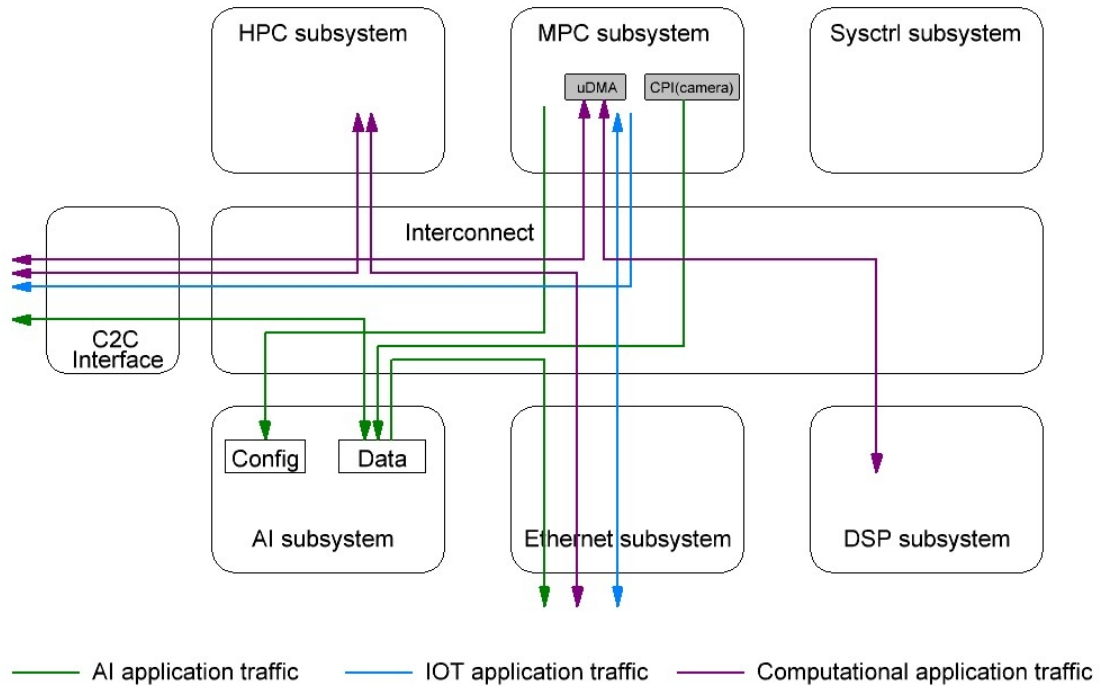 HPC subsystem
MPC subsystem
Sysctrl subsystem
uDMA
CPI(camera)
Interconnect
C2C
Interface
Config
Data
AI subsystem
Ethernet subsystem
DSP subsystem
AI application traffic
IOT application traffic
Computational application traffic